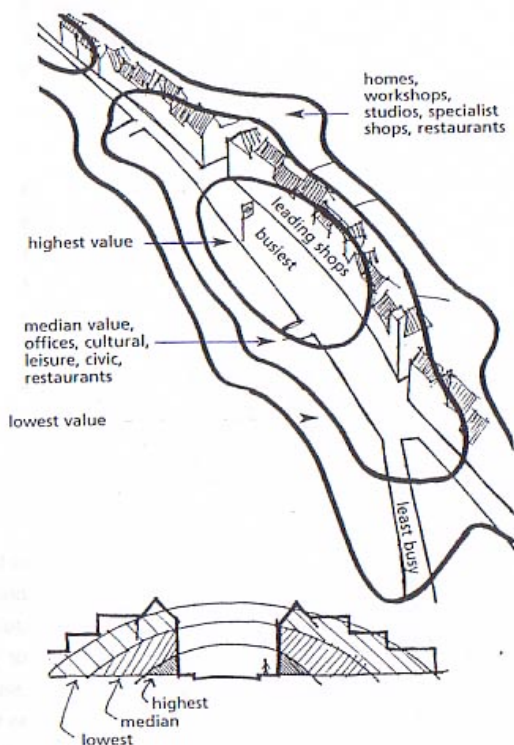 homes,
workshops,
studios, specialist
shops, restaurants
highest value
leading shops
busiest
median value,
offices, cultural,
leisure, civic,
restaurants
lowest value
least busy
highest
median
lowest